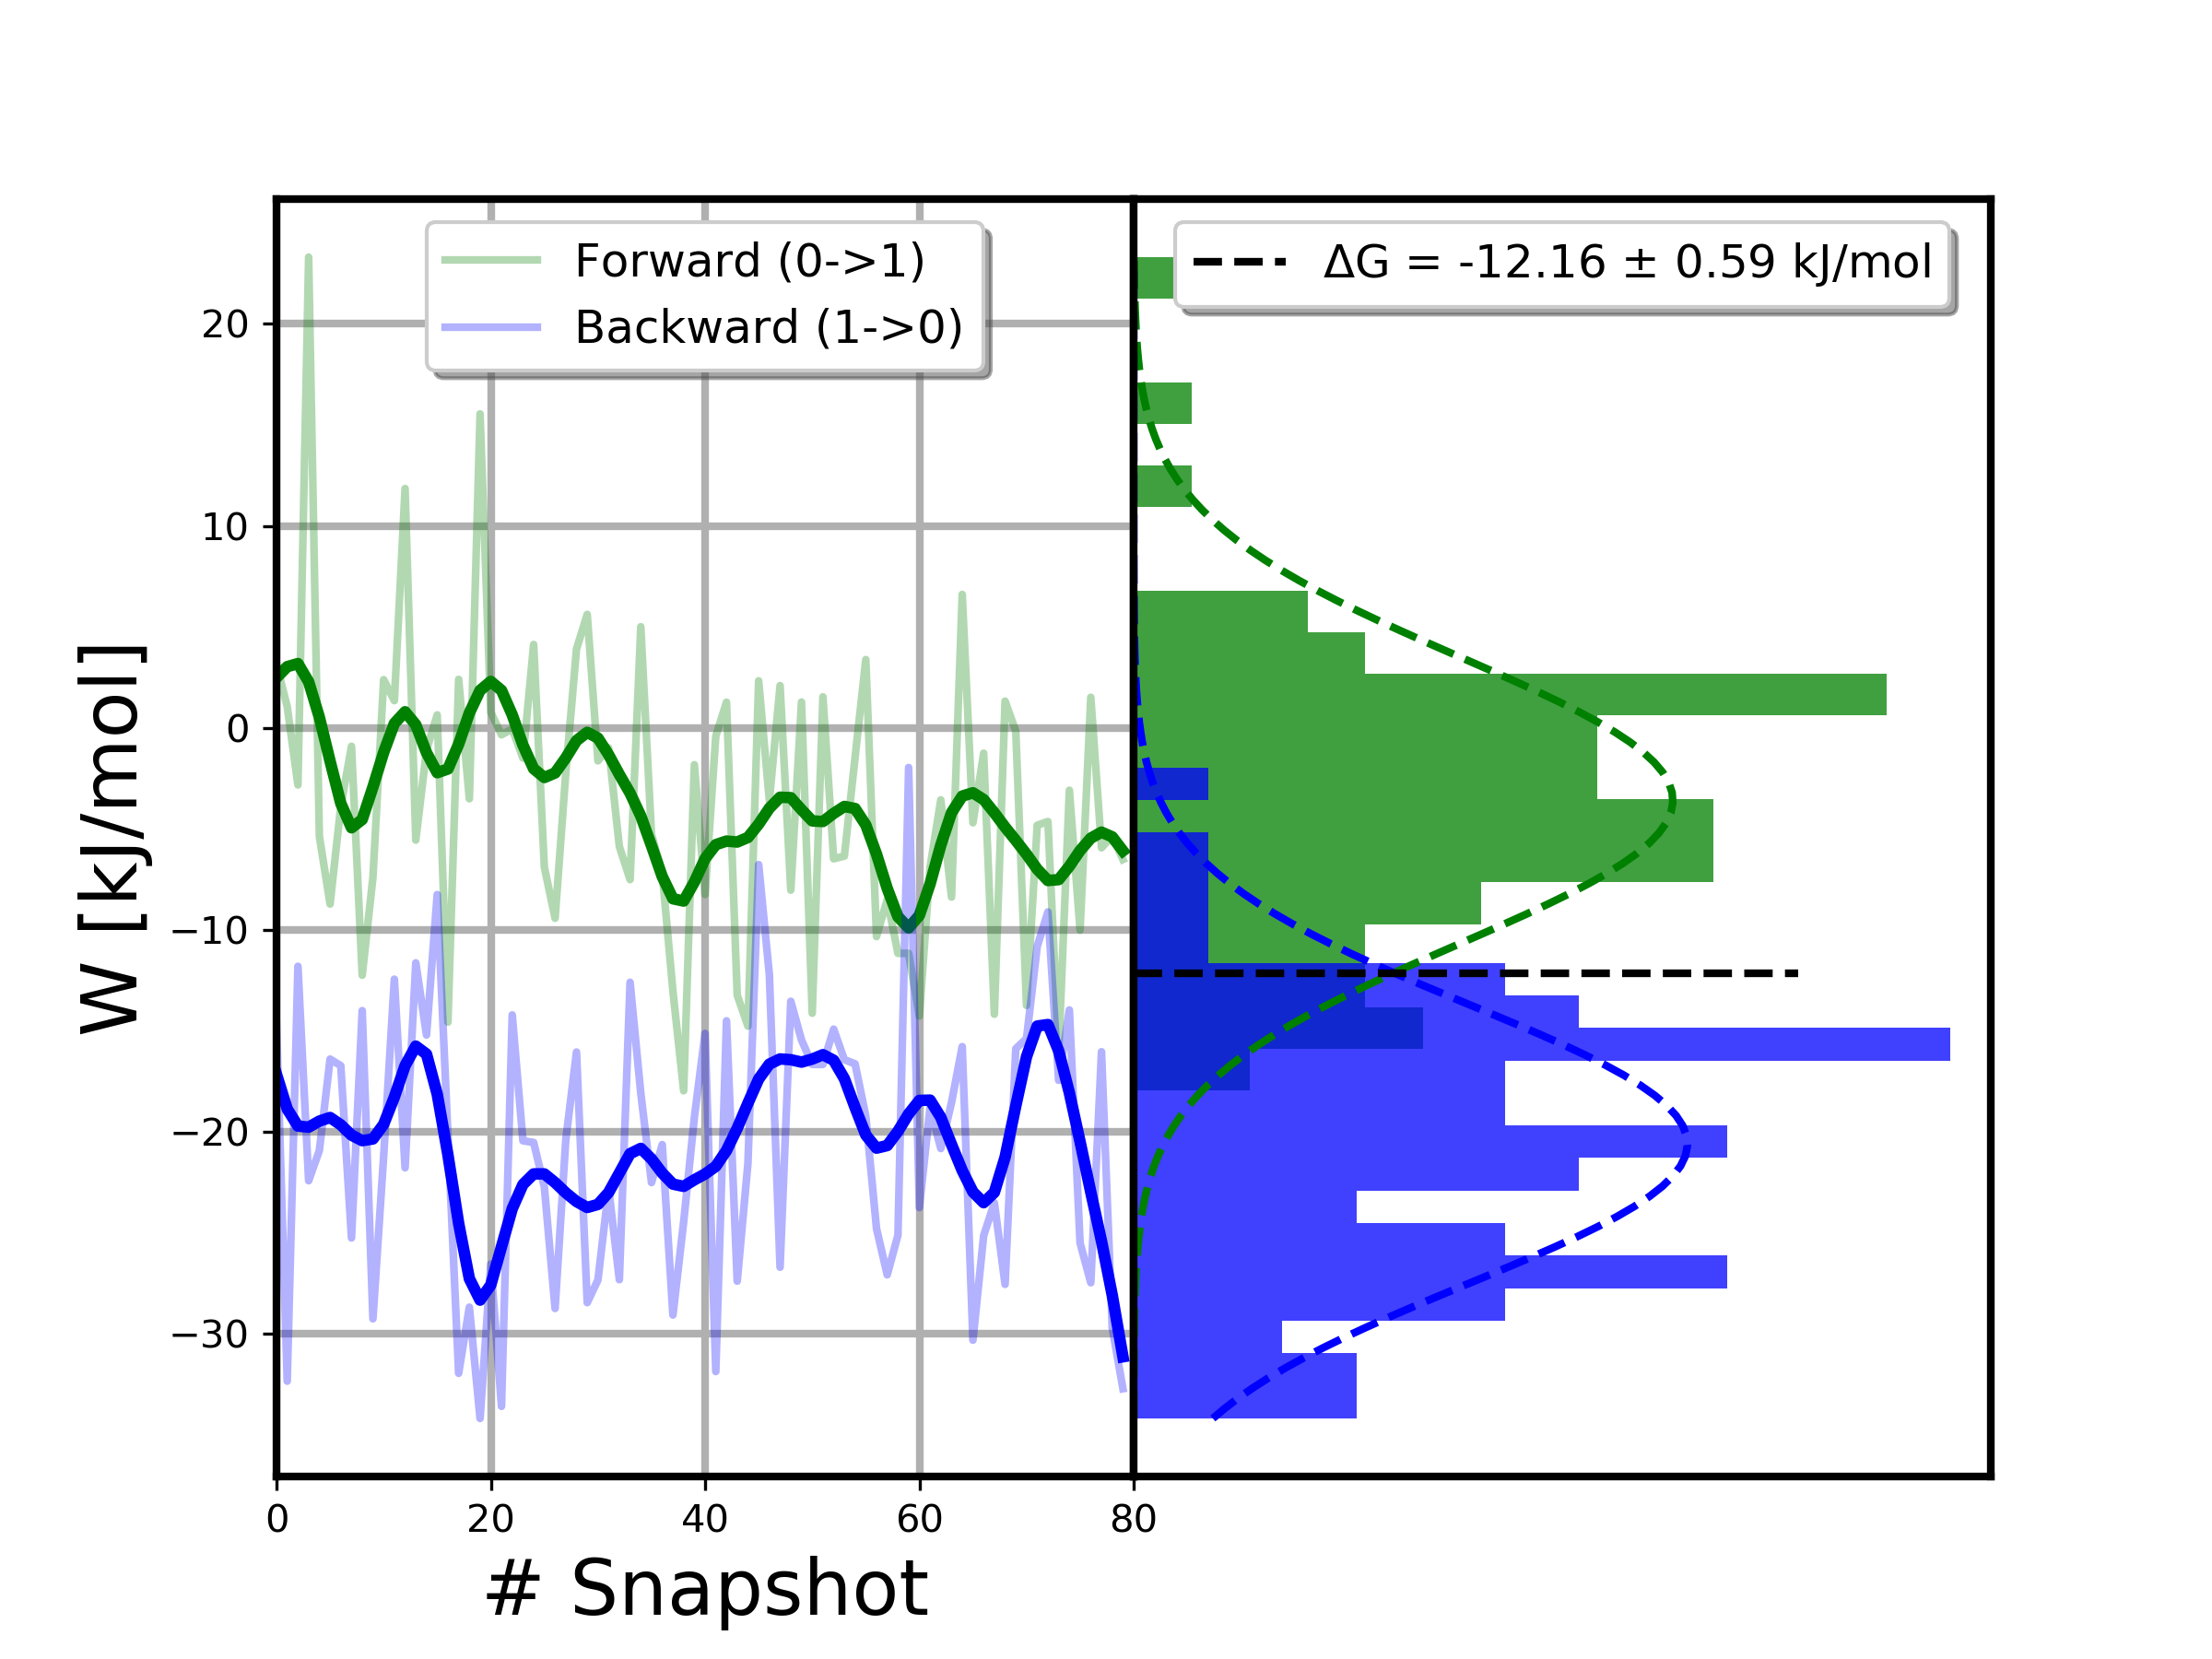 Forward (0->1)
Backward (1->0)
ΔG = -12.16 ± 0.59 kJ/mol
W [kJ/mol]
20
10
0
−10
−20
−30
0 20 40 60 80
# Snapshot